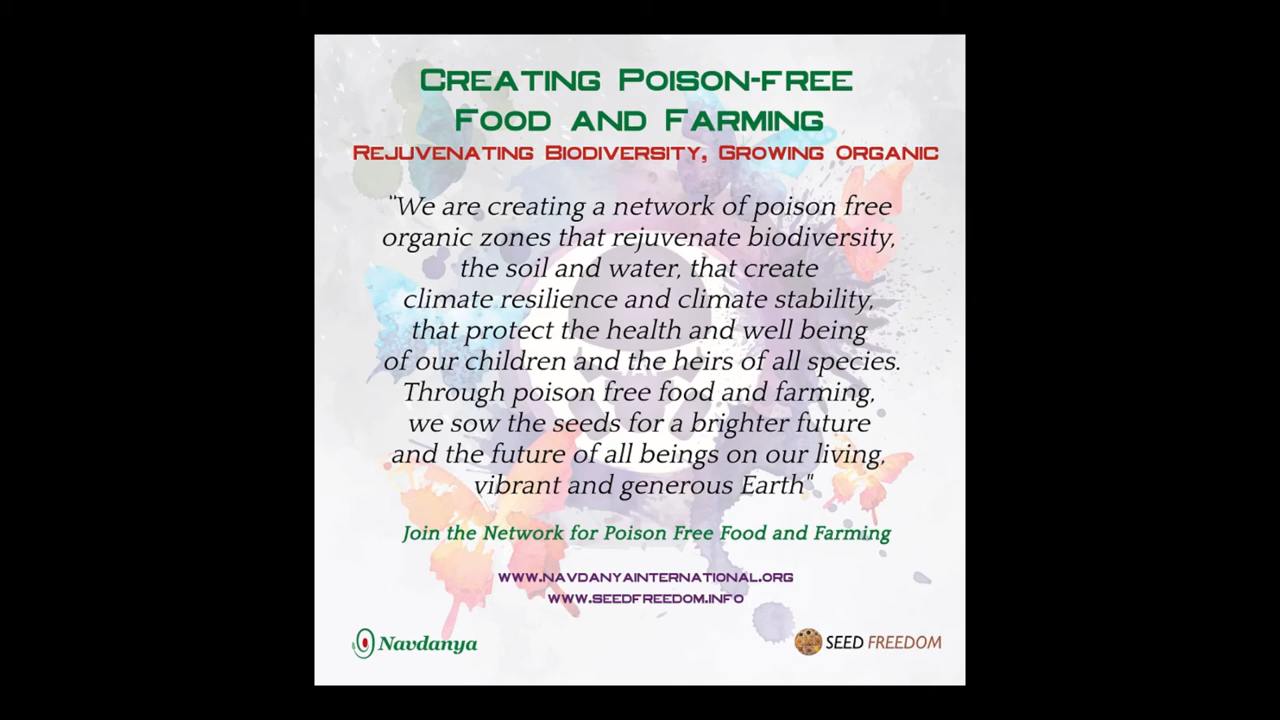 CREATING POISON-FREE
FOOD AND FARMING
REJUVENATING BIODIVERSITY, GROWING ORGANIC
"We are creating a network of poison free
organic zones that rejuvenate biodiversity,
the soil and water, that create
climate resilience and climate stability,
that protect the health and well being
of our children and the heirs of all species.
Through poison free food and farming,
we sow the seeds for a brighter future
and the future of all beings on our living,
vibrant and generous Earth"
Join the Network for Poison Free Food and Farming
WWW.NAVDANYAINTERNATIONAL.ORG
WWW.SEEDFREEDOM.INFO
Navdanya
SEED FREEDOM